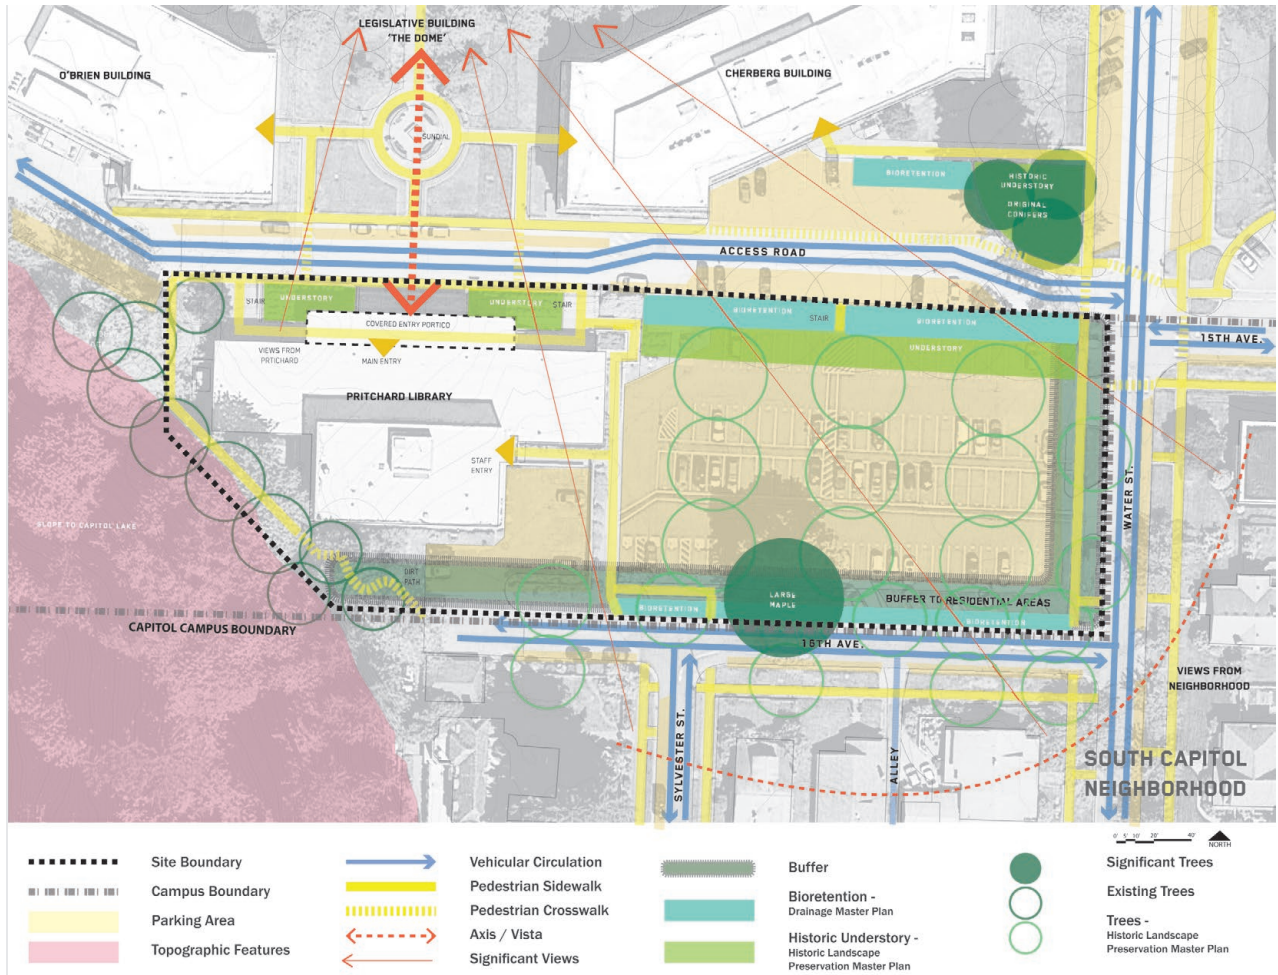 LEGISLATIVE BUILDING
'THE DOME'
O'BRIEN BUILDING
CHERBERG BUILDING
SUNDIAL
BIORETENTION
HISTORIC
UNDERSTORY
ORIGINAL
CONIFERS
ACCESS ROAD
STAIR
UNDERSTORY
UNDERSTORY
STAIR
COVERED ENTRY PORTICO
BIORETENTION
STAIR
BIORETENTION
UNDERSTORY
15TH AVE.
VIEWS FROM
PRITCHARD
MAIN ENTRY
PRITCHARD LIBRARY
STAFF
ENTRY
WATER ST.
SLOPE TO CAPITOL LAKE
DIRT
PATH
LARGE
MAPLE
BIORETENTION
BUFFER TO RESIDENTIAL AREAS
BIORETENTION
CAPITOL CAMPUS BOUNDARY
16TH AVE.
VIEWS FROM
NEIGHBORHOOD
SYLVESTER ST.
ALLEY
SOUTH CAPITOL
NEIGHBORHOOD
0' 5' 10' 20' 40'
NORTH
Site Boundary
Campus Boundary
Parking Area
Topographic Features
Vehicular Circulation
Pedestrian Sidewalk
Pedestrian Crosswalk
Axis / Vista
Significant Views
Buffer
Bioretention -
Drainage Master Plan
Historic Understory -
Historic Landscape
Preservation Master Plan
Significant Trees
Existing Trees
Trees -
Historic Landscape
Preservation Master Plan